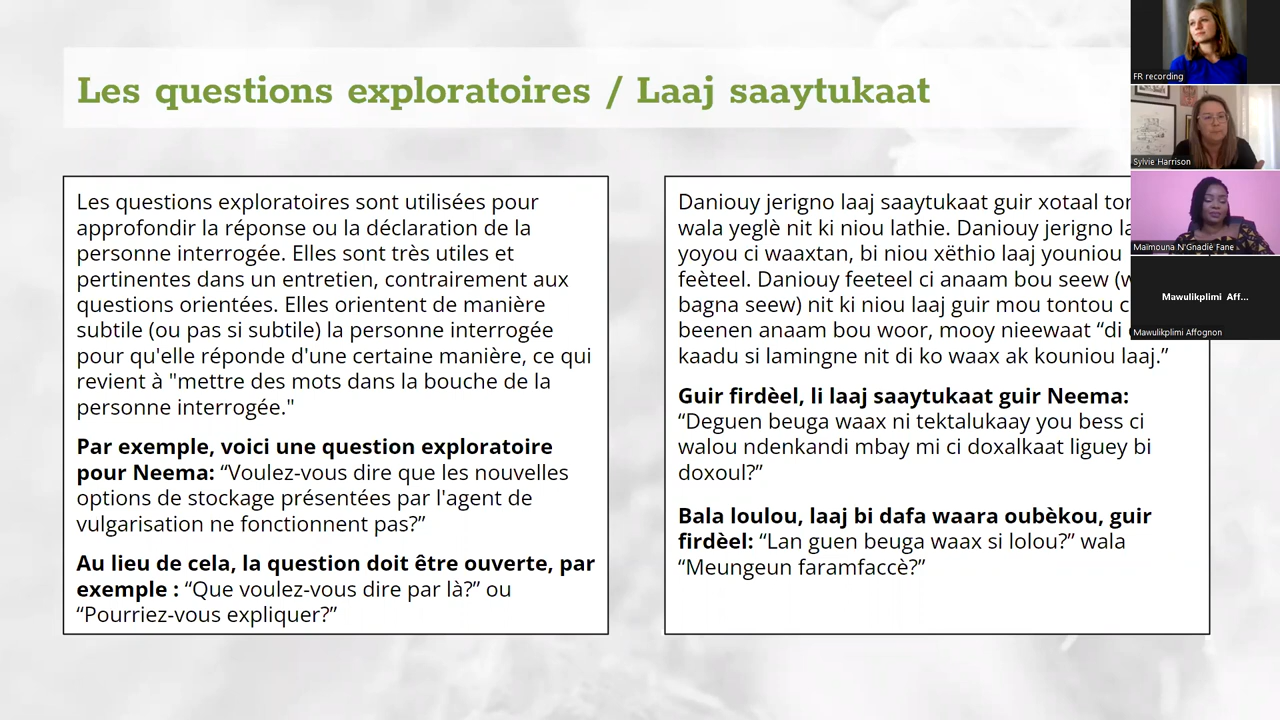 Les questions exploratoires / Laaj saaytukaat
Les questions exploratoires sont utilisées pour
approfondir la réponse ou la déclaration de la
personne interrogée. Elles sont très utiles et
pertinentes dans un entretien, contrairement aux
questions orientées. Elles orientent de manière
subtile (ou pas si subtile) la personne interrogée
pour qu'elle réponde d'une certaine manière, ce qui
revient à "mettre des mots dans la bouche de la
personne interrogée."
Par exemple, voici une question exploratoire
pour Neema: “Voulez-vous dire que les nouvelles
options de stockage présentées par l'agent de
vulgarisation ne fonctionnent pas?”
Au lieu de cela, la question doit être ouverte, par
exemple : “Que voulez-vous dire par là?” ou
“Pourriez-vous expliquer?”
Daniouy jerigno laaj saaytukaat guir xotaal
wala yeglè nit ki niou lathie. Daniouy jerigno
yoyou ci waaxtan, bi niou xëthio laaj youniou
feèteel. Daniouy feeteel ci anaam bou seew
bagna seew) nit ki niou laaj guir mou tontou
beenen anaam bou woor, mooy nieewaat “di
kaadu si lamingne nit di ko waax ak kouniou laaj.”
Guir firdèel, li laaj saaytukaat guir Neema:
“Deguen beuga waax ni tektalukaay you bess ci
walou ndenkandi mbay mi ci doxalkaat liguey bi
doxoul?”
Bala loulou, laaj bi dafa waara oubèkou, guir
firdèel: “Lan guen beuga waax si lolou?” wala
“Meungeun faramfaccè?”
FR recording
Sylvie Harrison
Maïmouna N'Gnadiè Fane
Mawulikplimi Aff...
Mawulikplimi Affognon